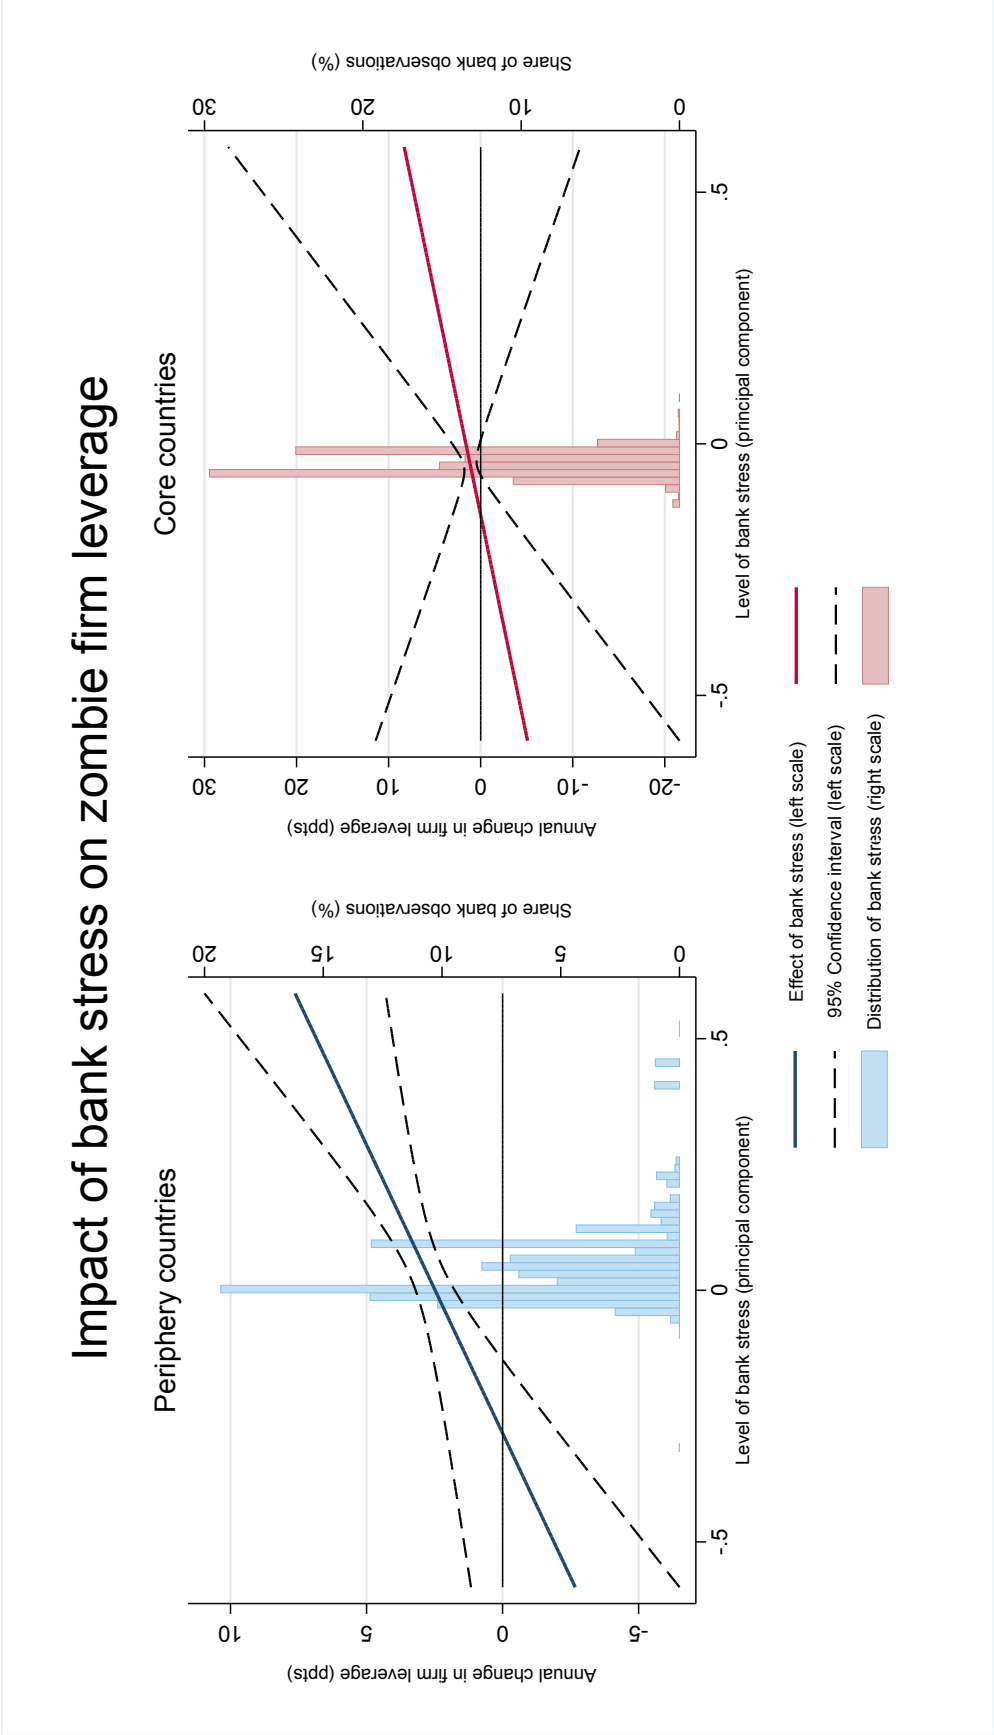 Impact of bank stress on zombie firm leverage
Periphery countries
Annual change in firm leverage (ppts)
-5
0
5
10
Share of bank observations (%)
0
5
10
15
20
-.5
0
.5
Level of bank stress (principal component)
Core countries
Annual change in firm leverage (ppts)
-20
-10
0
10
20
30
Share of bank observations (%)
0
10
20
30
-.5
0
.5
Level of bank stress (principal component)
Effect of bank stress (left scale)
95% Confidence interval (left scale)
Distribution of bank stress (right scale)